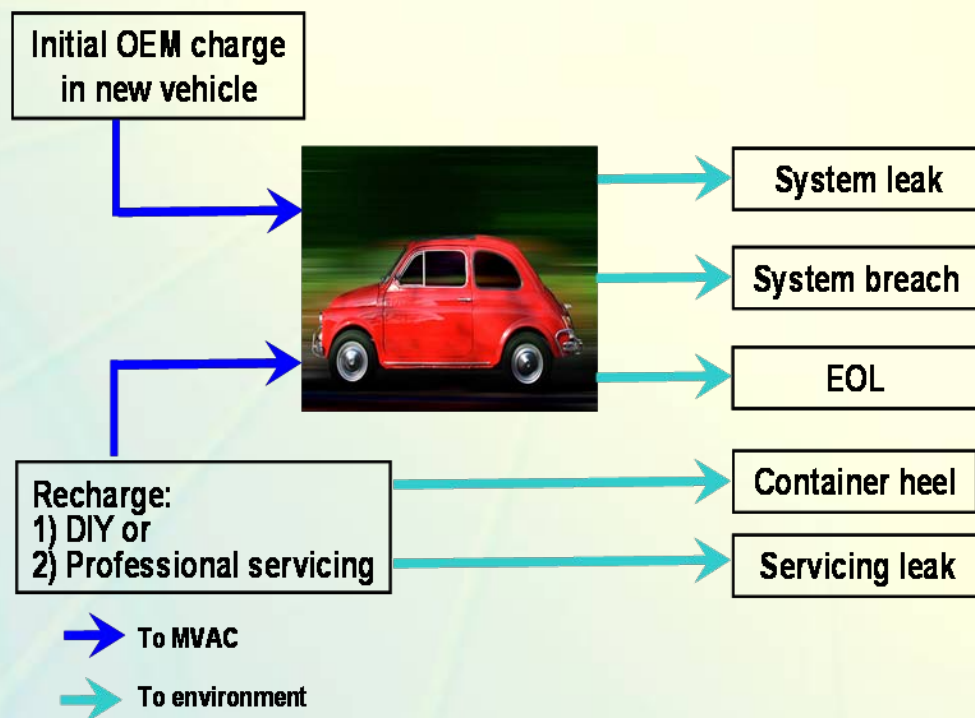 Initial OEM charge
in new vehicle
System leak
System breach
EOL
Container heel
Servicing leak
Recharge:
1) DIY or
2) Professional servicing
To MVAC
To environment